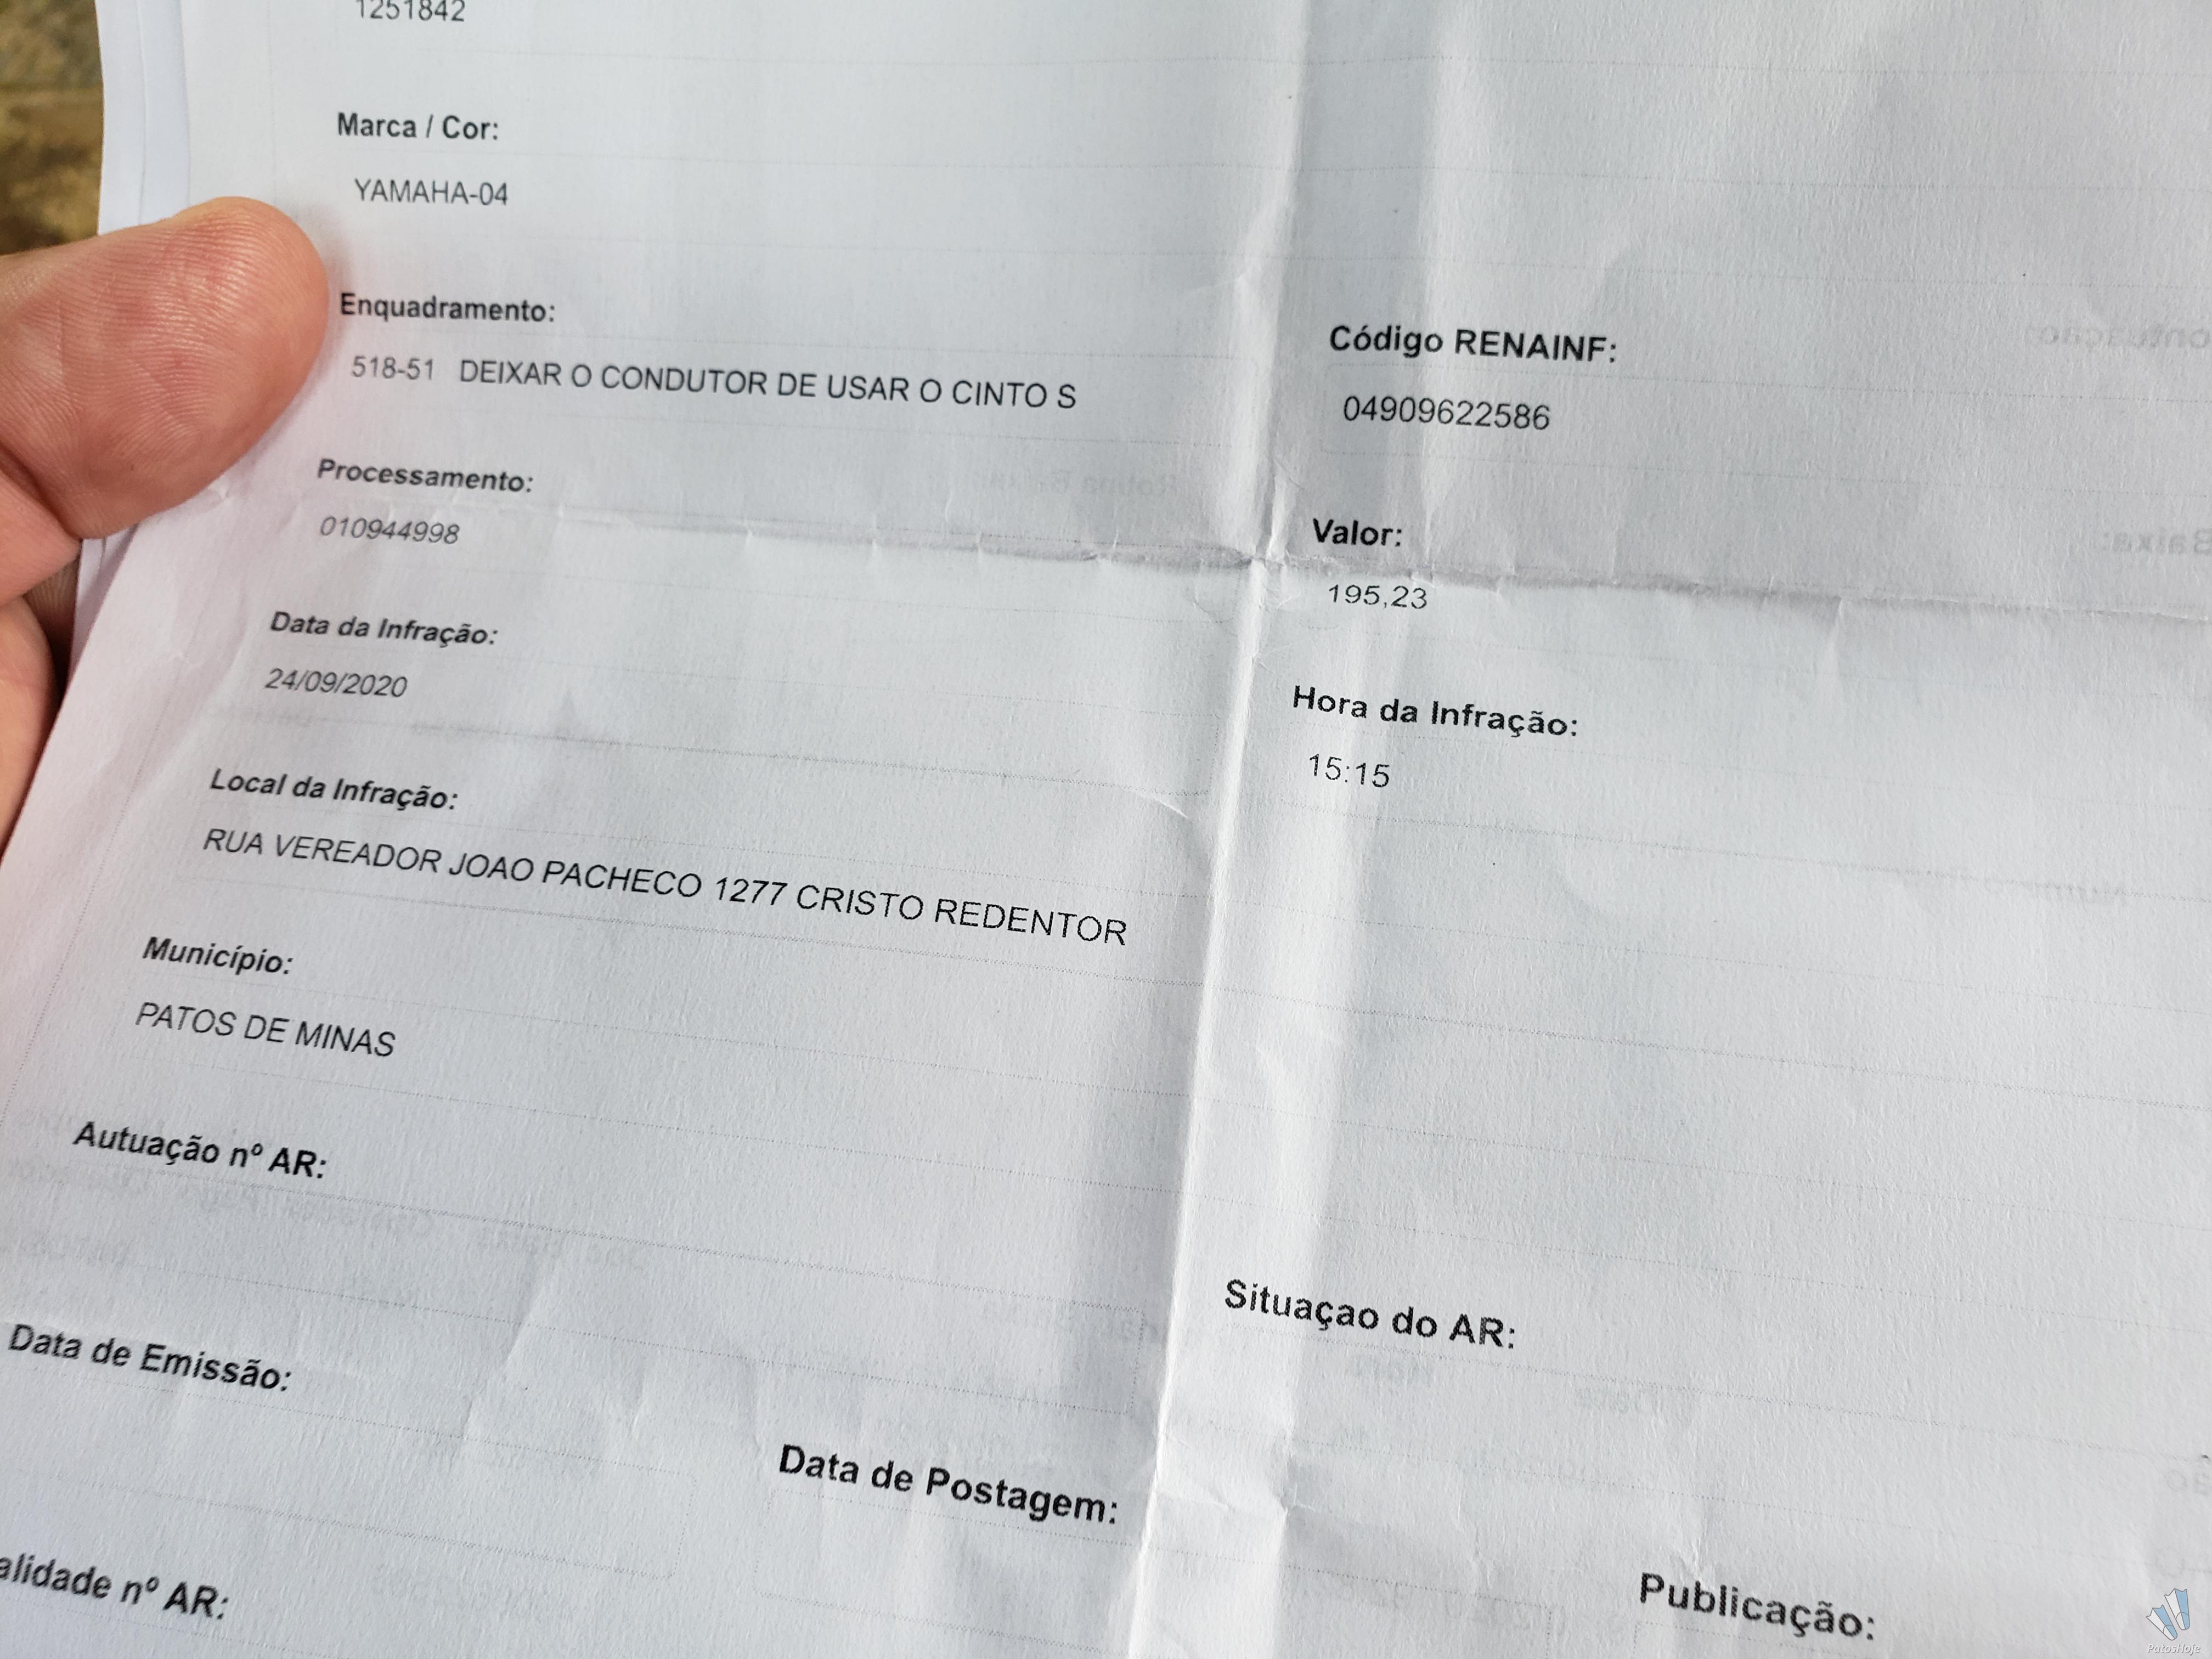 1251842
Marca / Cor:
YAMAHA-04
Enquadramento:
518-51 DEIXAR O CONDUTOR DE USAR O CINTO S
Código RENAINF:
04909622586
Processamento:
010944998
Valor:
195,23
Data da Infração:
24/09/2020
Hora da Infração:
15:15
Local da Infração:
RUA VEREADOR JOAO PACHECO 1277 CRISTO REDENTOR
Município:
PATOS DE MINAS
Autuação nº AR:
Situaçao do AR:
Data de Emissão:
Data de Postagem:
alidade nº AR:
Publicação:
PatosHoje